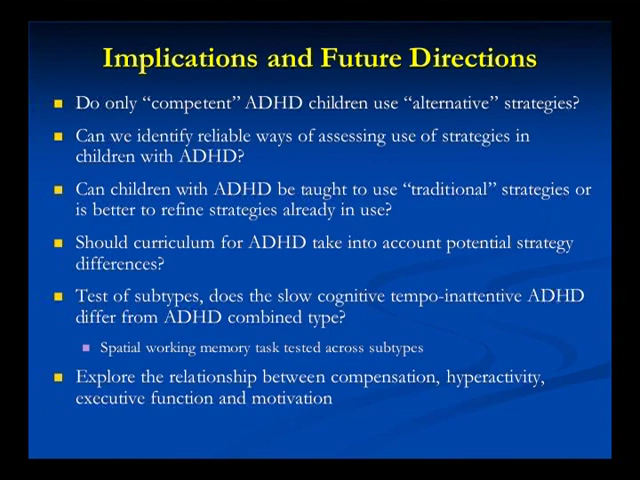 Implications and Future Directions
Do only “competent” ADHD children use “alternative” strategies?
Can we identify reliable ways of assessing use of strategies in
children with ADHD?
Can children with ADHD be taught to use “traditional” strategies or
is better to refine strategies already in use?
Should curriculum for ADHD take into account potential strategy
differences?
Test of subtypes, does the slow cognitive tempo-inattentive ADHD
differ from ADHD combined type?
Spatial working memory task tested across subtypes
Explore the relationship between compensation, hyperactivity,
executive function and motivation